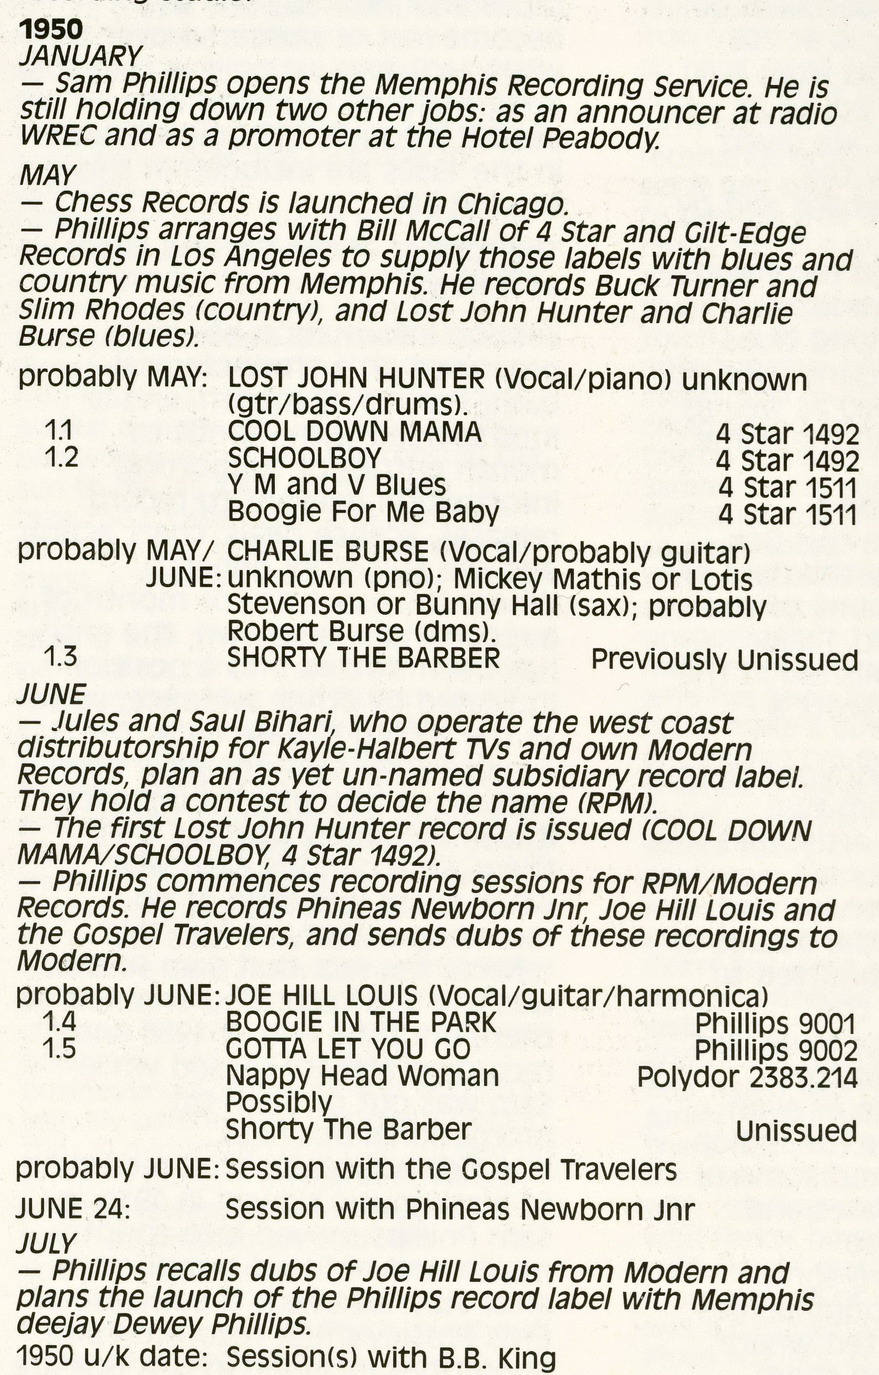 1950
JANUARY
— Sam Phillips opens the Memphis Recording Service. He is
still holding down two other jobs: as an announcer at radio
WREC and as a promoter at the Hotel Peabody.
MAY
— Chess Records is launched in Chicago.
— Phillips arranges with Bill McCall of 4 Star and Gilt-Edge
Records in Los Angeles to supply those labels with blues and
country music from Memphis. He records Buck Turner and
Slim Rhodes (country), and Lost John Hunter and Charlie
Burse (blues).
probably MAY: LOST JOHN HUNTER (Vocal/piano) unknown
(gtr/bass/drums).
1.1 COOL DOWN MAMA 4 Star 1492
1.2 SCHOOLBOY 4 Star 1492
Y M and V Blues 4 Star 1511
Boogie For Me Baby 4 Star 1511
probably MAY/ CHARLIE BURSE (Vocal/probably guitar)
JUNE: unknown (pno); Mickey Mathis or Lotis
Stevenson or Bunny Hall (sax); probably
Robert Burse (dms).
1.3 SHORTY THE BARBER Previously Unissued
JUNE
— Jules and Saul Bihari, who operate the west coast
distributorship for Kayle-Halbert TVs and own Modern
Records, plan an as yet un-named subsidiary record label.
They hold a contest to decide the name (RPM).
— The first Lost John Hunter record is issued (COOL DOWN
MAMA/SCHOOLBOY, 4 Star 1492).
— Phillips commences recording sessions for RPM/Modern
Records. He records Phineas Newborn Jnr, Joe Hill Louis and
the Gospel Travelers, and sends dubs of these recordings to
Modern.
probably JUNE: JOE HILL LOUIS (Vocal/guitar/harmonica)
1.4 BOOGIE IN THE PARK Phillips 9001
1.5 GOTTA LET YOU GO Phillips 9002
Nappy Head Woman Polydor 2383.214
Possibly
Shorty The Barber Unissued
probably JUNE: Session with the Gospel Travelers
JUNE 24: Session with Phineas Newborn Jnr
JULY
— Phillips recalls dubs of Joe Hill Louis from Modern and
plans the launch of the Phillips record label with Memphis
deejay Dewey Phillips.
1950 u/k date: Session(s) with B.B. King